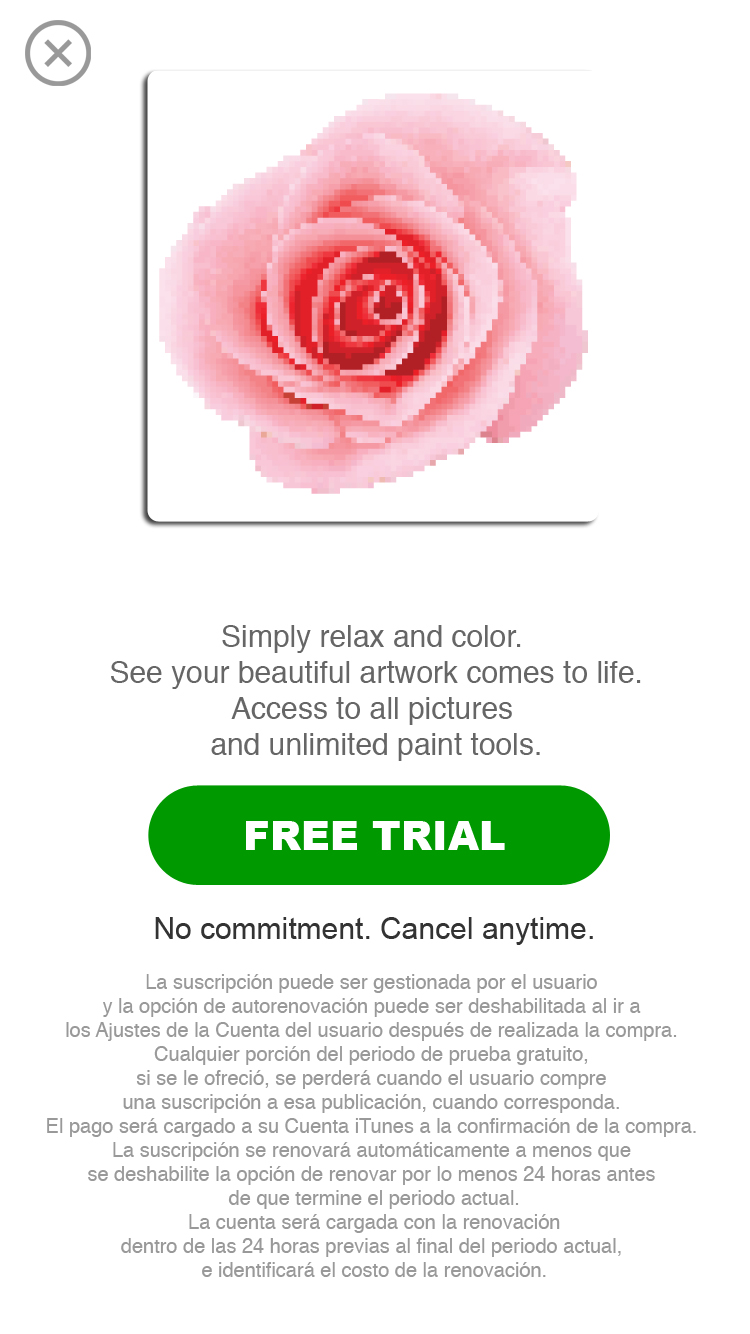 Simply relax and color.
See your beautiful artwork comes to life.
Access to all pictures
and unlimited paint tools.
FREE TRIAL
No commitment. Cancel anytime.
La suscripción puede ser gestionada por el usuario
y la opción de autorenovación puede ser deshabilitada al ir a
los Ajustes de la Cuenta del usuario después de realizada la compra.
Cualquier porción del periodo de prueba gratuito,
si se le ofreció, se perderá cuando el usuario compre
una suscripción a esa publicación, cuando corresponda.
El pago será cargado a su Cuenta iTunes a la confirmación de la compra.
La suscripción se renovará automáticamente a menos que
se deshabilite la opción de renovar por lo menos 24 horas antes
de que termine el periodo actual.
La cuenta será cargada con la renovación
dentro de las 24 horas previas al final del periodo actual,
e identificará el costo de la renovación.